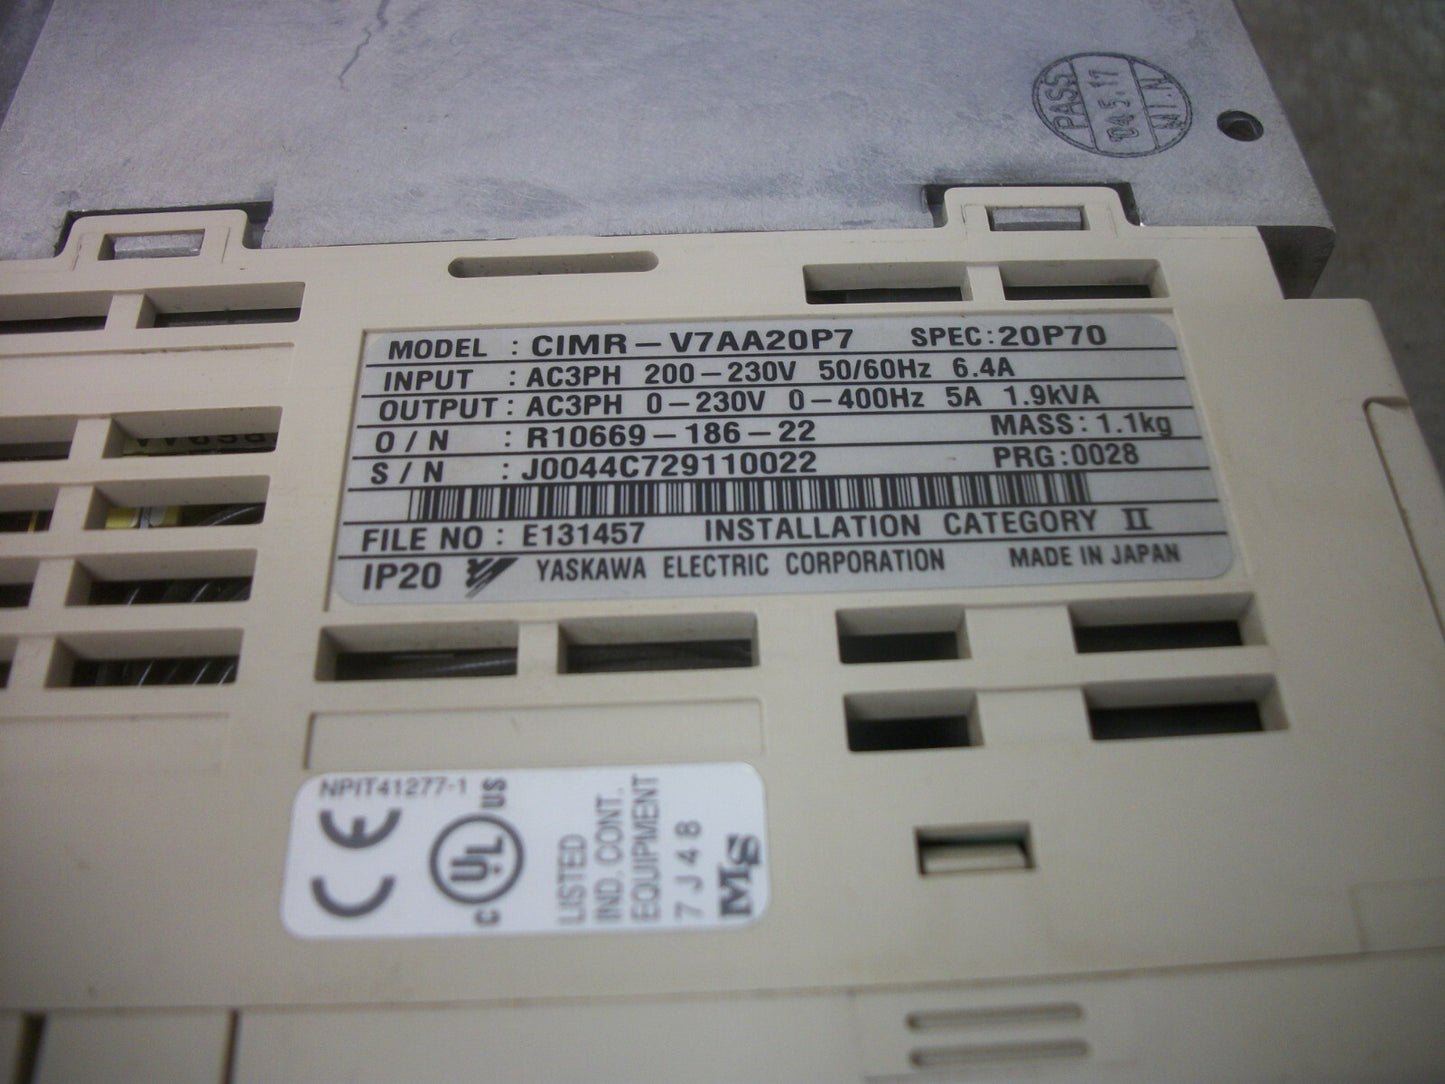 PASS
'04.5.17
M.I.N
MODEL : CIMR-V7AA20P7 SPEC:20P70
INPUT : AC3PH 200-230V 50/60Hz 6.4A
OUTPUT : AC3PH 0-230V 0-400Hz 5A 1.9kVA
O/N : R10669-186-22 MASS: 1.1kg
S/N : J0044C729110022 PRG:0028
FILE NO : E131457 INSTALLATION CATEGORY II
IP20 YASKAWA ELECTRIC CORPORATION MADE IN JAPAN
NPIT41277-1
CE
C UL US
LISTED
IND. CONT.
EQUIPMENT
7J48
MS